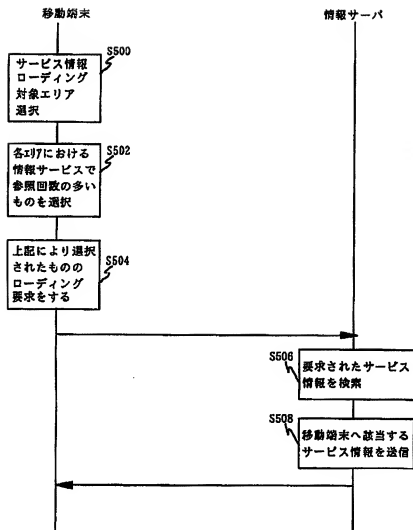 移動端末
情報サーバ
S500
サービス情報
ローディング
対象エリア
選択
S502
各エリアにおける
情報サービスで
参照回数の多い
ものを選択
S504
上記により選択
されたものの
ローディング
要求をする
S506
要求されたサービス
情報を検索
S508
移動端末へ該当する
サービス情報を送信